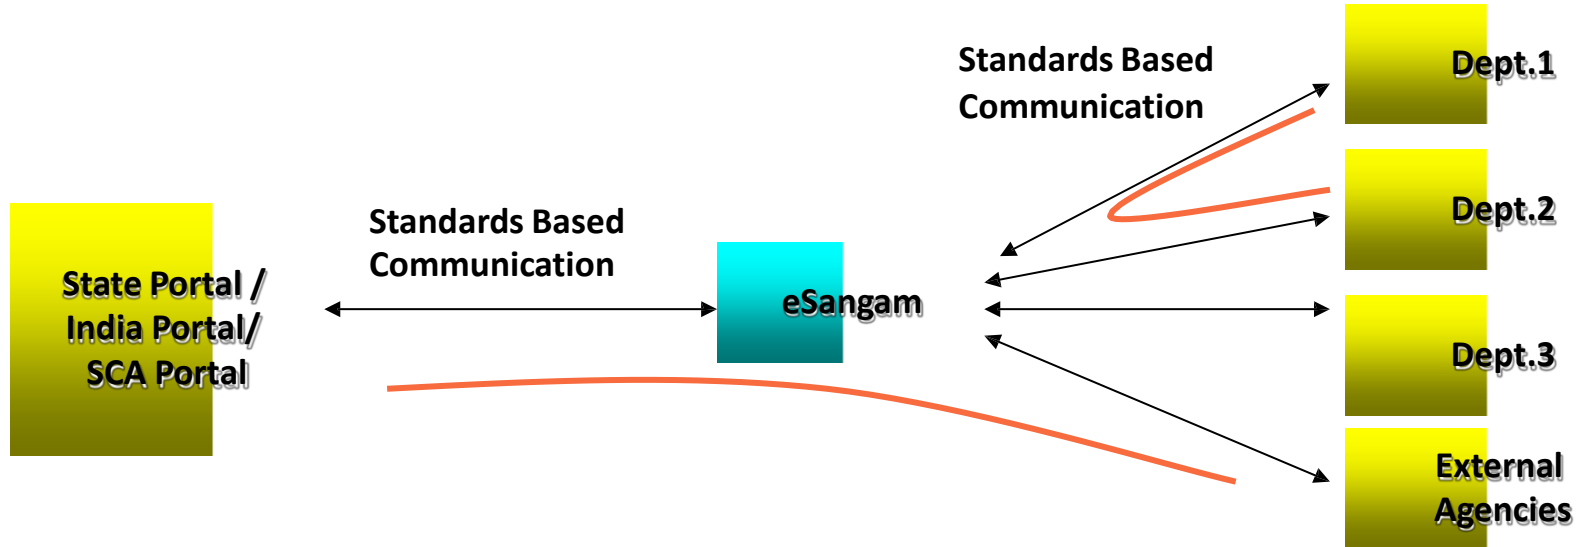 State Portal /
India Portal/
SCA Portal
Standards Based
Communication
eSangam
Standards Based
Communication
Dept.1
Dept.2
Dept.3
External
Agencies